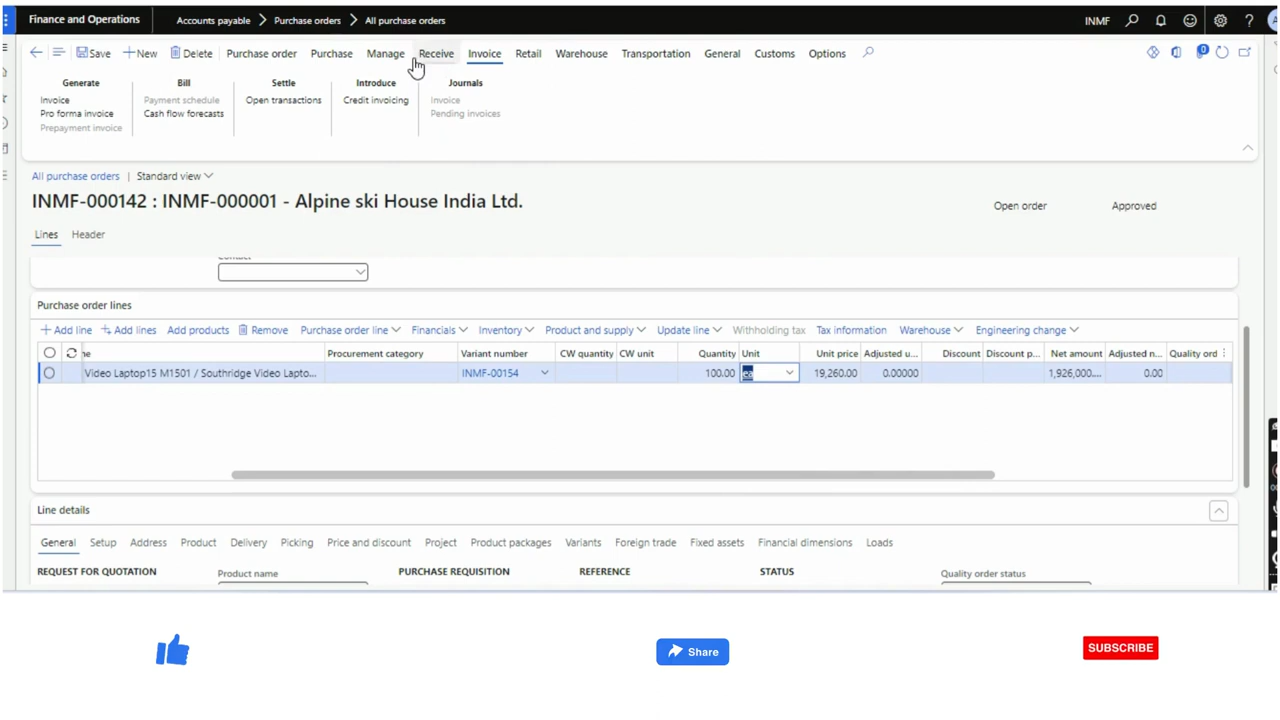 Finance and Operations Accounts payable Purchase orders All purchase orders INMF
Save New Delete Purchase order Purchase Manage Receive Invoice Retail Warehouse Transportation General Customs Options 0
Generate Bill Settle Introduce Journals
Invoice Payment schedule Open transactions Credit invoicing Invoice
Pro forma invoice Cash flow forecasts Pending invoices
Prepayment invoice
All purchase orders | Standard view
INMF-000142 : INMF-000001 - Alpine ski House India Ltd. Open order Approved
Lines Header
Purchase order lines
+ Add line Add lines Add products Remove Purchase order line Financials Inventory Product and supply Update line Withholding tax Tax information Warehouse Engineering change
Procurement category Variant number CW quantity CW unit Quantity Unit Unit price Adjusted u... Discount Discount p... Net amount Adjusted n... Quality ord
Video Laptop15 M1501 / Southridge Video Lapto... INMF-00154 100.00 ea 19,260.00 0.00000 1,926,000.... 0.00
Line details
General Setup Address Product Delivery Picking Price and discount Project Product packages Variants Foreign trade Fixed assets Financial dimensions Loads
REQUEST FOR QUOTATION Product name PURCHASE REQUISITION REFERENCE STATUS Quality order status
Share SUBSCRIBE